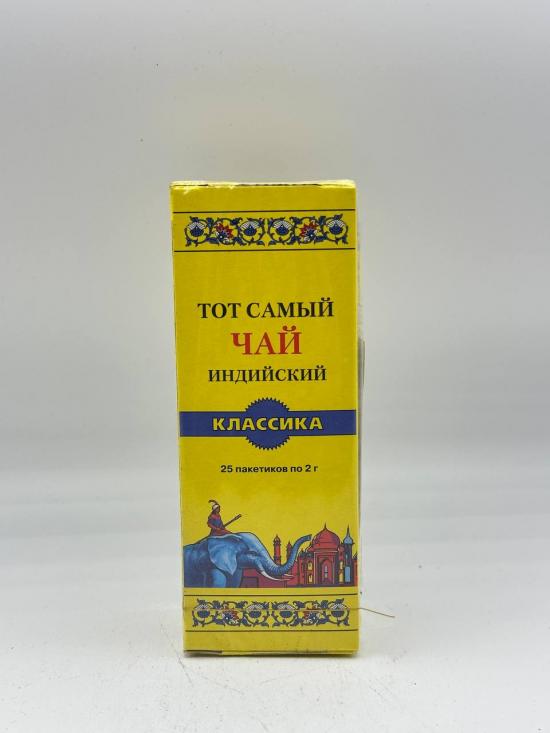 ТОТ САМЫЙ
ЧАЙ
ИНДИЙСКИЙ
КЛАССИКА
25 пакетиков по 2 г